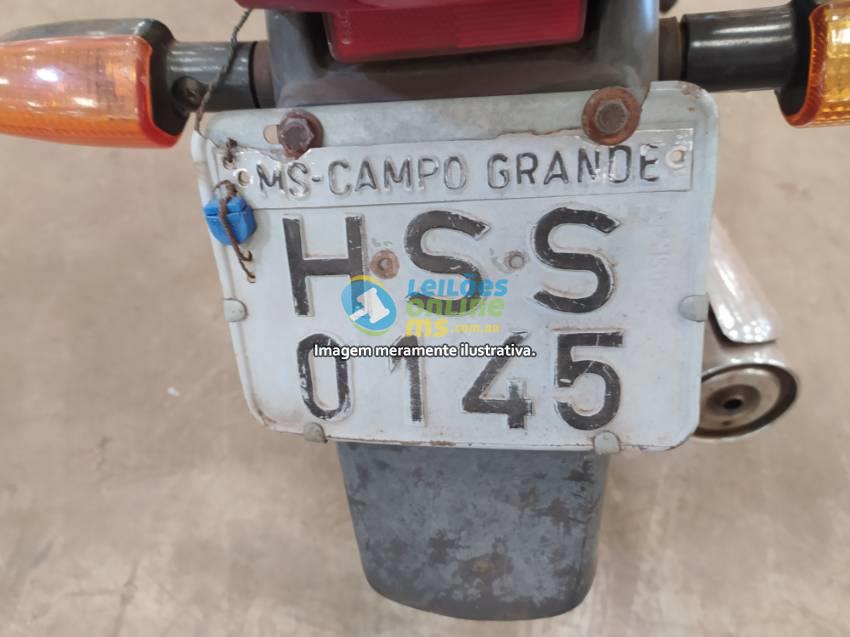 MS-CAMPO GRANDE
HSS
LEILÕES
ONLINE
ms.com.br
Imagem meramente ilustrativa.
0145